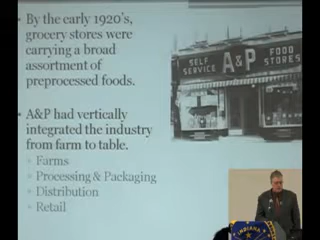 • By the early 1920's,
grocery stores were
carrying a broad
assortment of
preprocessed foods.
• A&P had vertically
integrated the industry
from farm to table.
Farms
Processing & Packaging
Distribution
Retail
SELF SERVICE A&P FOOD STORES
INDIANA